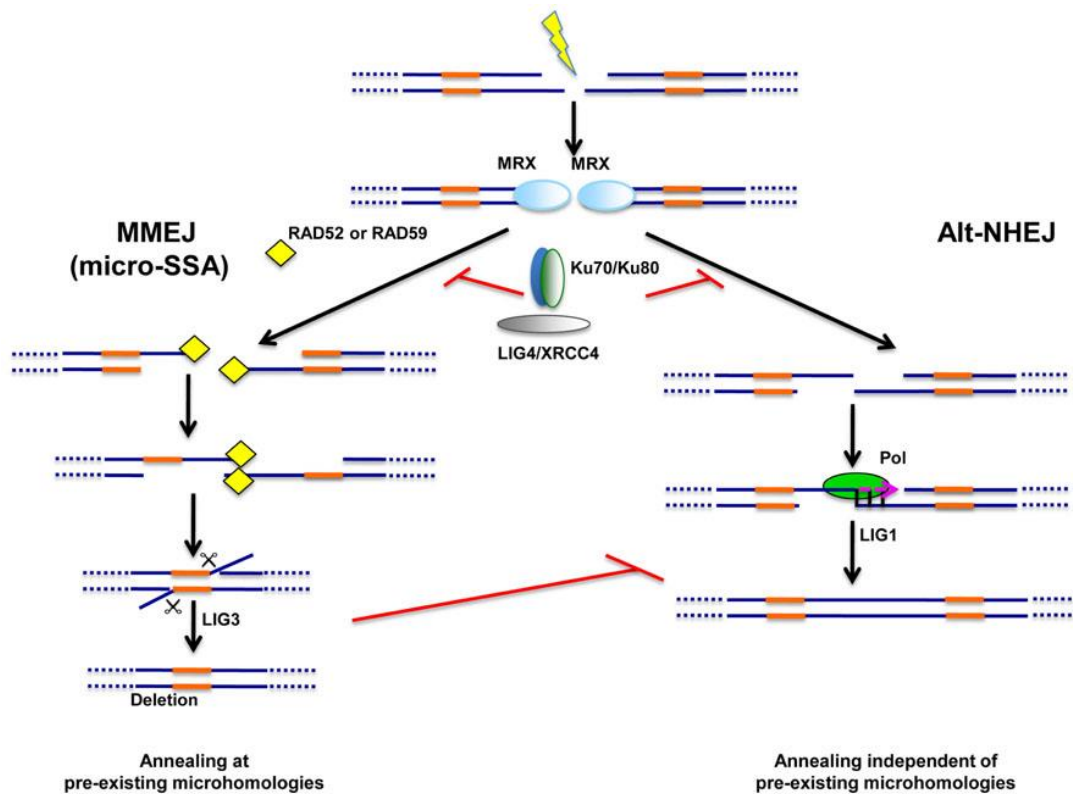 MRX MRX
MMEJ
(micro-SSA)
RAD52 or RAD59
Alt-NHEJ
Ku70/Ku80
LIG4/XRCC4
Pol
LIG1
LIG3
Deletion
Annealing at
pre-existing microhomologies
Annealing independent of
pre-existing microhomologies